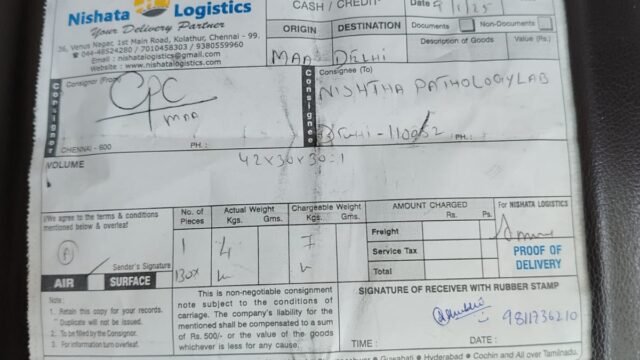 Nishata Logistics
Your Delivery Partner
36, Venus Nagar, 1st Main Road, Kolathur, Chennai - 99.
044-48524280 / 7010458303 / 9380559960
Email : nishatalogistics@gmail.com
Website : www.nishatalogistics.com
CASH / CREDIT
Date 9/1/25
ORIGIN DESTINATION
MAA DELHI
Documents Non-Documents
Description of Goods Value (Rs.)
Consignor
Consignor (From)
CPC
MAA
CHENNAI - 600 PH. :
Consignee
Consignee (To)
NISHTHA PATHOLOGY LAB
Delhi - 110052 PH. :
VOLUME
42x30x30:1
I/We agree to the terms & conditions mentioned below & overleaf
Sender's Signature
AIR SURFACE
No. of Pieces
Actual Weight Kgs. Gms.
Chargeable Weight Kgs. Gms.
1 4 7
Box
AMOUNT CHARGED
Rs. Ps.
Freight
Service Tax
Total
For NISHATA LOGISTICS
PROOF OF DELIVERY
Note :
1. Retain this copy for your records.
Duplicate will not be issued.
2. To be filled by the Consignor.
3. For information turn overleaf.
This is non-negotiable consignment
note subject to the conditions of
carriage. The company's liability for the
mentioned shall be compensated to a sum
of Rs. 500/- or the value of the goods
whichever is less for any cause.
SIGNATURE OF RECEIVER WITH RUBBER STAMP
9811736210
TIME : DATE :
Guwahati • Hyderabad • Cochin and All over Tamilnadu.